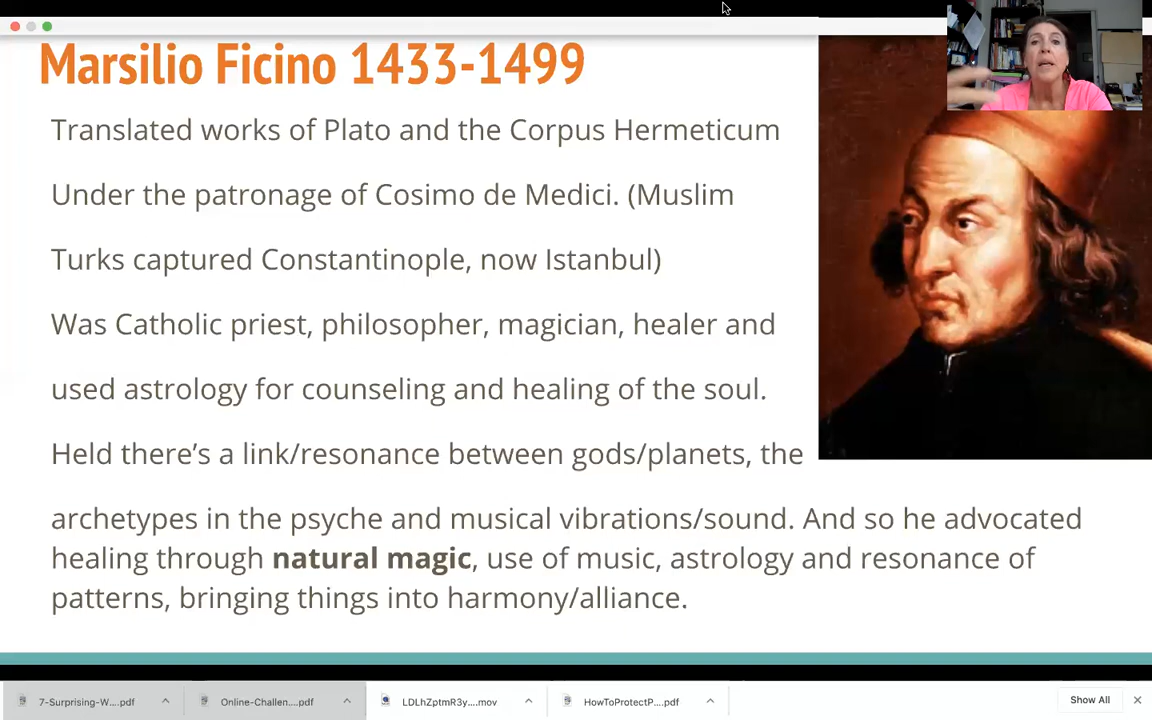 Marsilio Ficino 1433-1499
Translated works of Plato and the Corpus Hermeticum
Under the patronage of Cosimo de Medici. (Muslim
Turks captured Constantinople, now Istanbul)
Was Catholic priest, philosopher, magician, healer and
used astrology for counseling and healing of the soul.
Held there’s a link/resonance between gods/planets, the
archetypes in the psyche and musical vibrations/sound. And so he advocated
healing through natural magic, use of music, astrology and resonance of
patterns, bringing things into harmony/alliance.
7-Surprising-W....pdf
Online-Challen....pdf
LDLhZptmR3y....mov
HowToProtectP....pdf
Show All